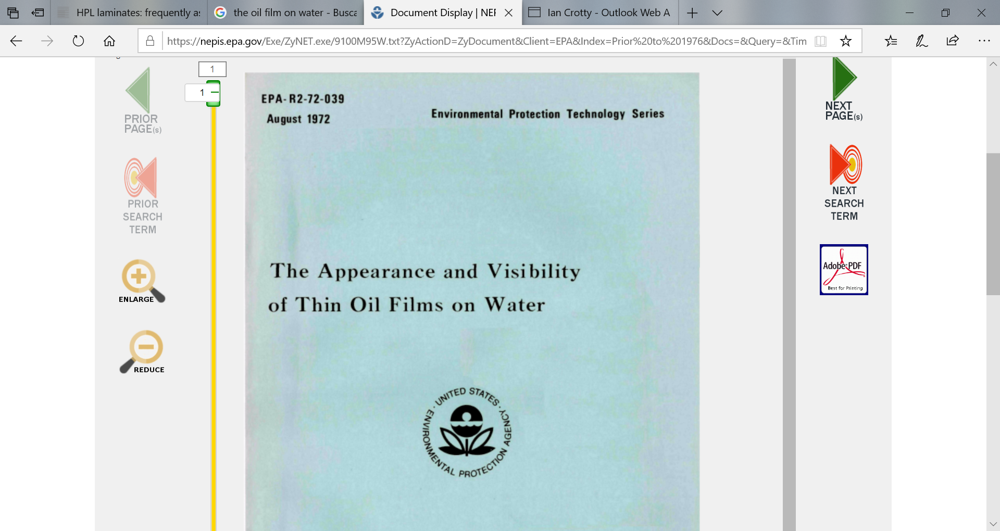 HPL laminates: frequently as
the oil film on water - Busca
Document Display | NEP
Ian Crotty - Outlook Web A
https://nepis.epa.gov/Exe/ZyNET.exe/9100M95W.txt?ZyActionD=ZyDocument&Client=EPA&Index=Prior%20to%201976&Docs=&Query=&Tim
1
1
PRIOR
PAGE(s)
PRIOR
SEARCH
TERM
ENLARGE
REDUCE
EPA-R2-72-039
August 1972
Environmental Protection Technology Series
The Appearance and Visibility
of Thin Oil Films on Water
UNITED STATES
ENVIRONMENTAL PROTECTION AGENCY
NEXT
PAGE(s)
NEXT
SEARCH
TERM
Adobe PDF
Best for Printing